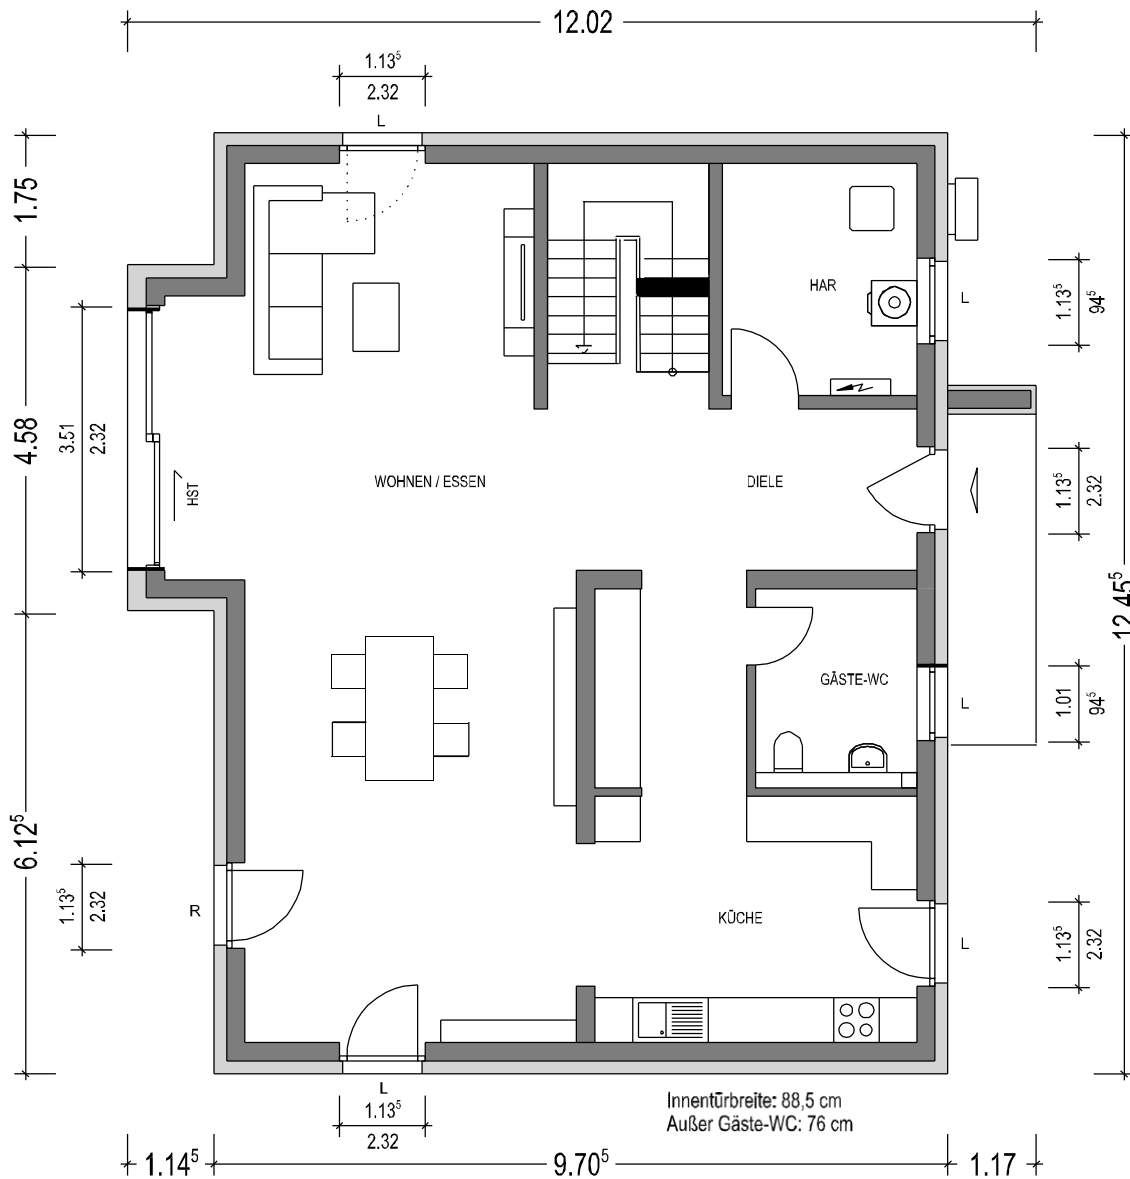 12.02
1.13⁵
2.32
L
1.75
4.58
3.51
2.32
HST
6.12⁵
1.13⁵
2.32
R
HAR
L
1.13⁵
94⁵
WOHNEN / ESSEN
DIELE
1.13⁵
2.32
12.45⁵
GÄSTE-WC
L
1.01
94⁵
KÜCHE
L
1.13⁵
2.32
L
1.13⁵
2.32
Innentürbreite: 88,5 cm
Außer Gäste-WC: 76 cm
1.14⁵
9.70⁵
1.17